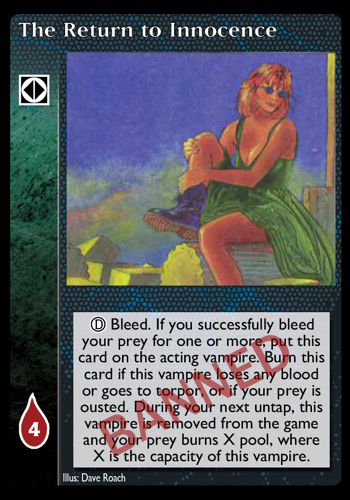 The Return to Innocence
Ⓓ Bleed. If you successfully bleed
your prey for one or more, put this
card on the acting vampire. Burn this
card if this vampire loses any blood
or goes to torpor, or if your prey is
ousted. During your next untap, this
vampire is removed from the game
and your prey burns X pool, where
X is the capacity of this vampire.
BANNED
4
Illus: Dave Roach